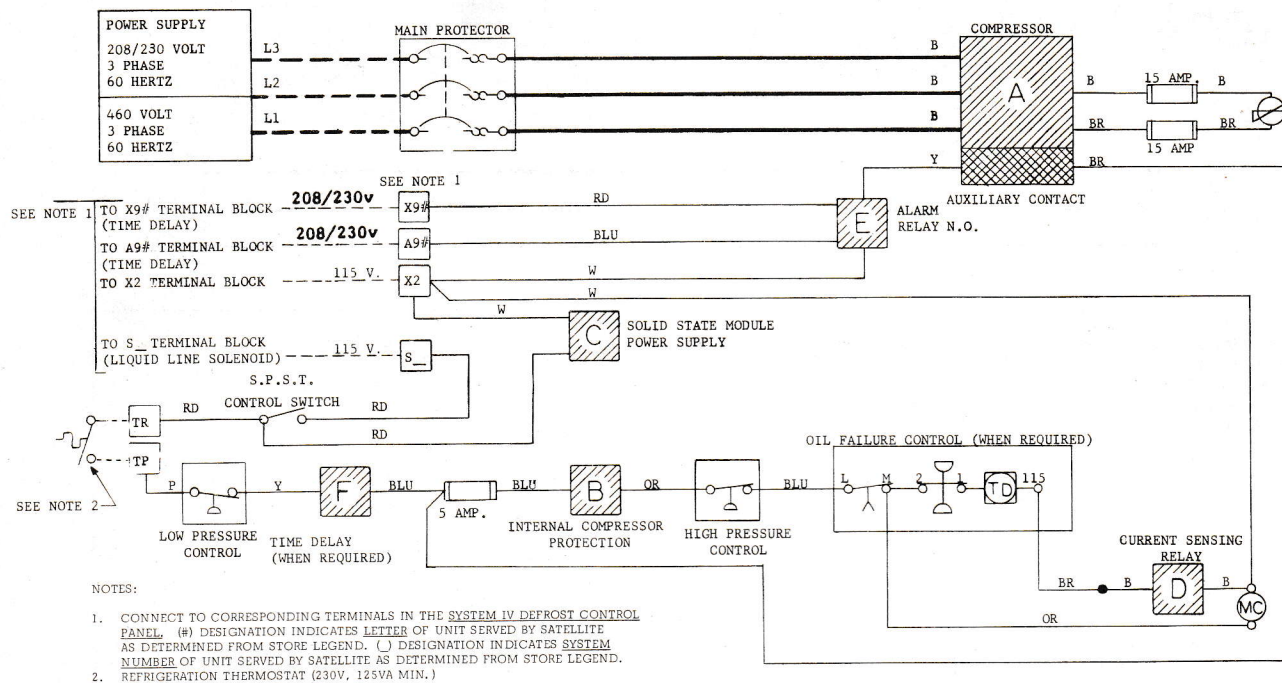 POWER SUPPLY
208/230 VOLT
3 PHASE
60 HERTZ
460 VOLT
3 PHASE
60 HERTZ
L3
L2
L1
MAIN PROTECTOR
B
B
B
COMPRESSOR
A
B
15 AMP.
B
BR
15 AMP
BR
BR
Y
AUXILIARY CONTACT
SEE NOTE 1
SEE NOTE 1
TO X9# TERMINAL BLOCK
(TIME DELAY)
208/230v
X9#
RD
TO A9# TERMINAL BLOCK
(TIME DELAY)
208/230v
A9#
BLU
E
ALARM
RELAY N.O.
TO X2 TERMINAL BLOCK
115 V.
X2
W
W
W
C
SOLID STATE MODULE
POWER SUPPLY
TO S_ TERMINAL BLOCK
(LIQUID LINE SOLENOID)
115 V.
S_
S.P.S.T.
CONTROL SWITCH
TR
RD
RD
RD
TP
SEE NOTE 2
P
LOW PRESSURE
CONTROL
Y
F
TIME DELAY
(WHEN REQUIRED)
BLU
5 AMP.
BLU
B
INTERNAL COMPRESSOR
PROTECTION
OR
HIGH PRESSURE
CONTROL
BLU
OIL FAILURE CONTROL (WHEN REQUIRED)
L
M
2
1
TD
115
CURRENT SENSING
RELAY
BR
B
D
B
MC
OR
NOTES:
1. CONNECT TO CORRESPONDING TERMINALS IN THE SYSTEM IV DEFROST CONTROL
PANEL. (#) DESIGNATION INDICATES LETTER OF UNIT SERVED BY SATELLITE
AS DETERMINED FROM STORE LEGEND. (_) DESIGNATION INDICATES SYSTEM
NUMBER OF UNIT SERVED BY SATELLITE AS DETERMINED FROM STORE LEGEND.
2. REFRIGERATION THERMOSTAT (230V, 125VA MIN.)